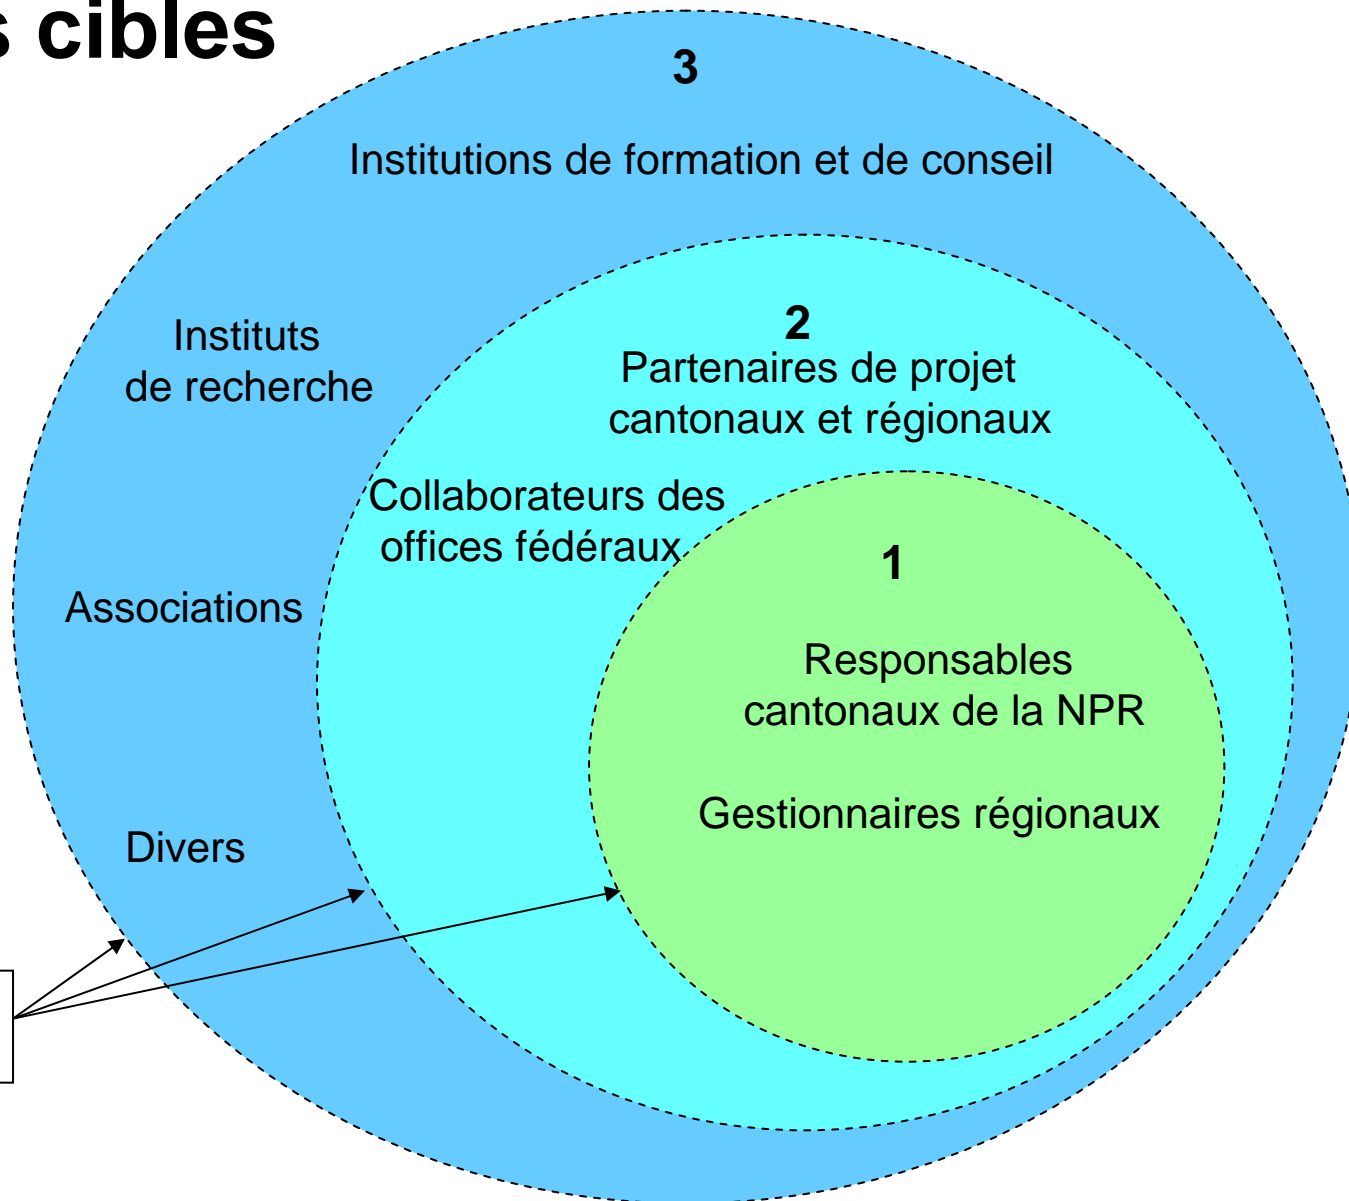 cibles
3
Institutions de formation et de conseil
Instituts
de recherche
2
Partenaires de projet
cantonaux et régionaux
Collaborateurs des
offices fédéraux
Associations
1
Responsables
cantonaux de la NPR
Gestionnaires régionaux
Divers